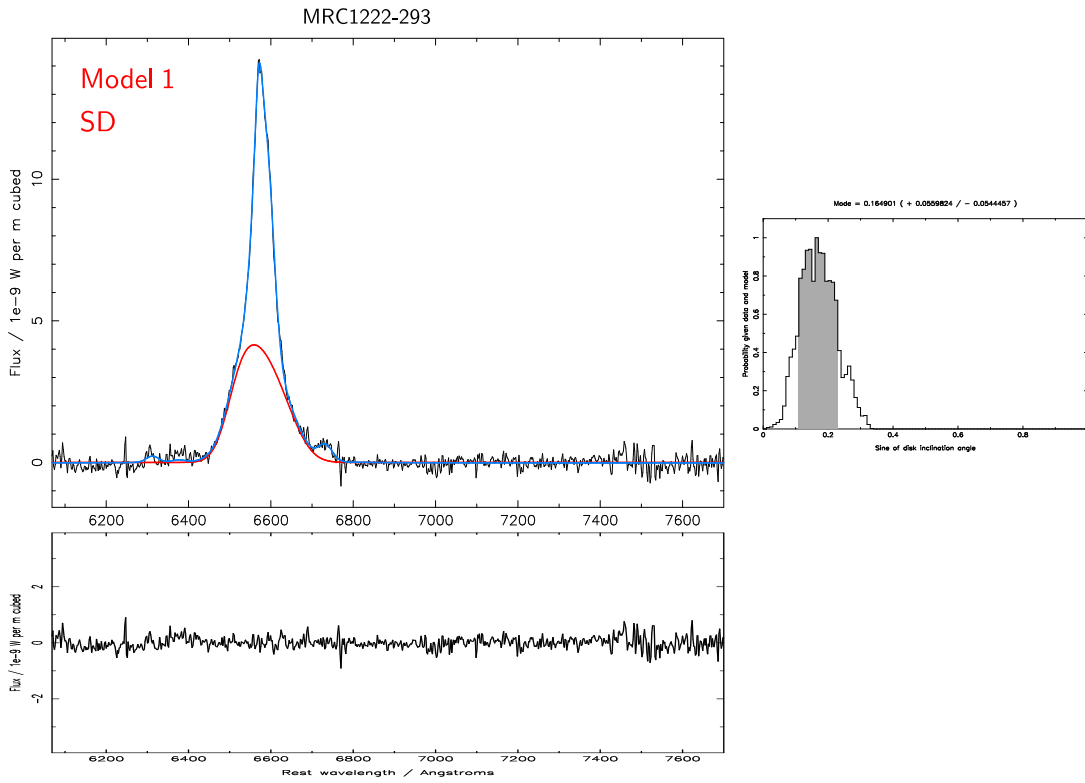 MRC1222-293
Model 1
SD
Flux / 1e-9 W per m cubed
10
5
0
6200 6400 6600 6800 7000 7200 7400 7600
Mode = 0.164901 ( + 0.0559824 / - 0.0544457 )
Probability given data and model
1
0.8
0.6
0.4
0.2
0
0 0.2 0.4 0.6 0.8
Sine of disk inclination angle
Flux / 1e-9 W per m cubed
2
0
-2
6200 6400 6600 6800 7000 7200 7400 7600
Rest wavelength / Angstroms